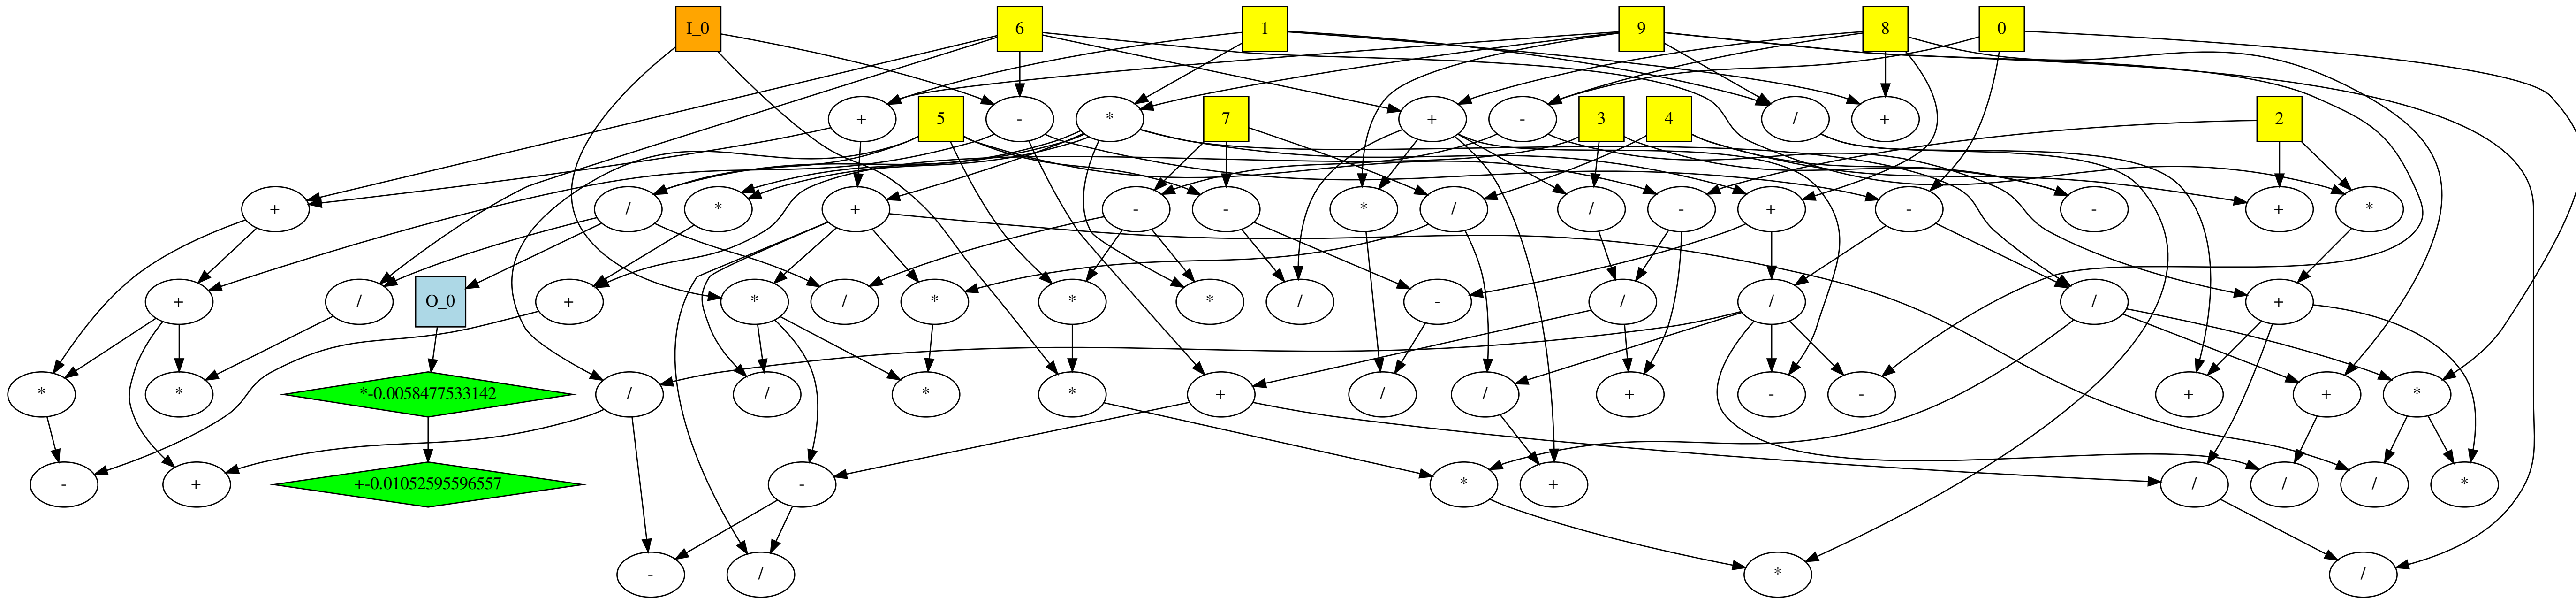 I_0 6 1 9 8 0
+ 5 - * 7 + - 3 4 / + 2
+ / * + - - * / / - + - - + *
+ / O_0 + * / * * * / - / / / +
* * *-0.0058477533142 / / * * + / / + - - + + *
- + +-0.01052595596557 - * + / / / *
- / * /